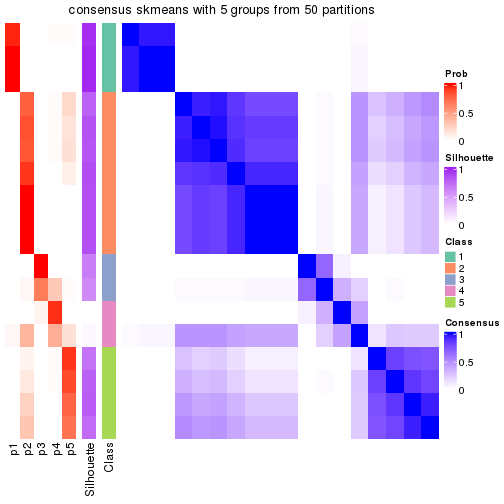 consensus skmeans with 5 groups from 50 partitions
Prob
1
0.5
0
Silhouette
1
0.5
0
Class
1
2
3
4
5
Consensus
1
0.5
0
p1
p2
p3
p4
p5
Silhouette
Class